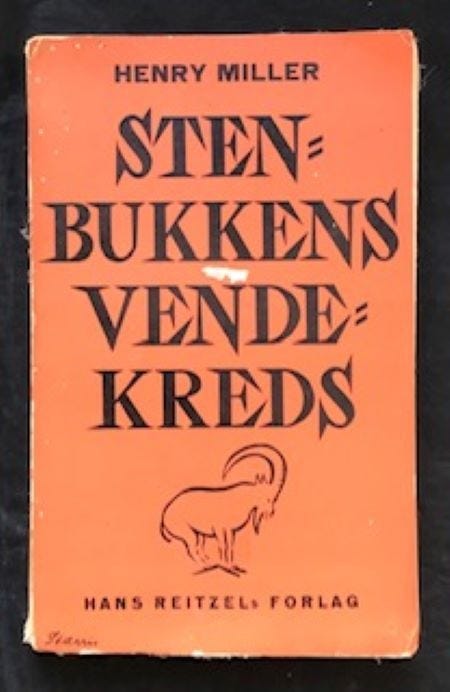 HENRY MILLER
STEN=
BUKKENS
VENDE=
KREDS
HANS REITZELs FORLAG